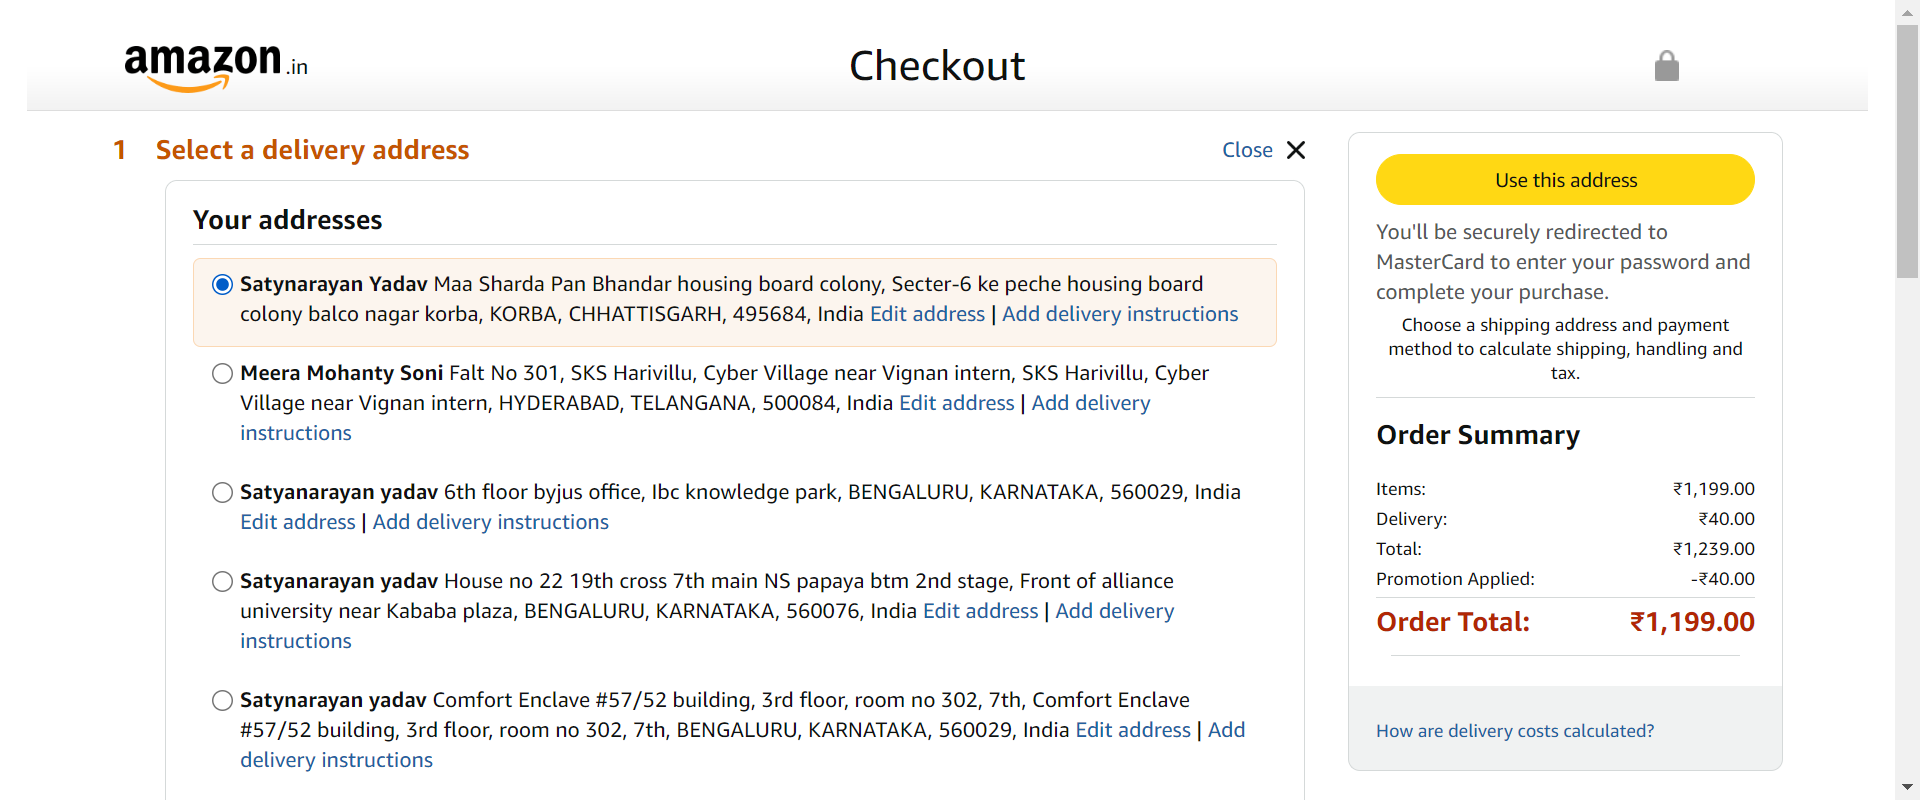 amazon.in
Checkout
1 Select a delivery address
Close
Your addresses
Satynarayan Yadav Maa Sharda Pan Bhandar housing board colony, Secter-6 ke peche housing board
colony balco nagar korba, KORBA, CHHATTISGARH, 495684, India Edit address | Add delivery instructions
Meera Mohanty Soni Falt No 301, SKS Harivillu, Cyber Village near Vignan intern, SKS Harivillu, Cyber
Village near Vignan intern, HYDERABAD, TELANGANA, 500084, India Edit address | Add delivery
instructions
Satyanarayan yadav 6th floor byjus office, Ibc knowledge park, BENGALURU, KARNATAKA, 560029, India
Edit address | Add delivery instructions
Satyanarayan yadav House no 22 19th cross 7th main NS papaya btm 2nd stage, Front of alliance
university near Kababa plaza, BENGALURU, KARNATAKA, 560076, India Edit address | Add delivery
instructions
Satynarayan yadav Comfort Enclave #57/52 building, 3rd floor, room no 302, 7th, Comfort Enclave
#57/52 building, 3rd floor, room no 302, 7th, BENGALURU, KARNATAKA, 560029, India Edit address | Add
delivery instructions
Use this address
You'll be securely redirected to
MasterCard to enter your password and
complete your purchase.
Choose a shipping address and payment
method to calculate shipping, handling and
tax.
Order Summary
Items: ₹1,199.00
Delivery: ₹40.00
Total: ₹1,239.00
Promotion Applied: -₹40.00
Order Total: ₹1,199.00
How are delivery costs calculated?